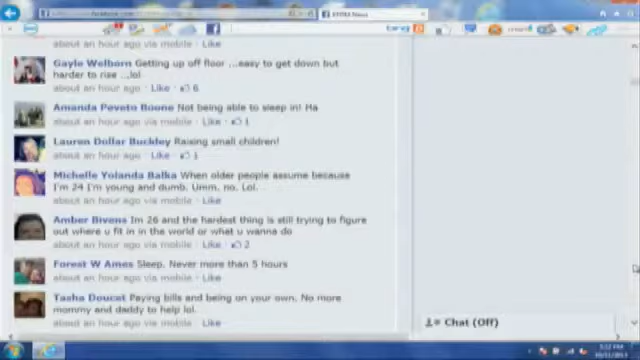 about an hour ago via mobile · Like
Gayle Welborn Getting up off floor ...easy to get down but
harder to rise ..,lol
about an hour ago · Like · 6
Amanda Peveto Boone Not being able to sleep in! Ha
about an hour ago via mobile · Like · 1
Lauren Dollar Buckley Raising small children!
about an hour ago · Like · 1
Michelle Yolanda Balka When older people assume because
I'm 24 I'm young and dumb. Umm, no. Lol.
about an hour ago via mobile · Like
Amber Bivens Im 26 and the hardest thing is still trying to figure
out where u fit in in the world or what u wanna do
about an hour ago via mobile · Like · 2
Forest W Ames Sleep. Never more than 5 hours
about an hour ago via mobile · Like
Tasha Doucet Paying bills and being on your own. No more
mommy and daddy to help lol.
about an hour ago via mobile · Like
Chat (Off)